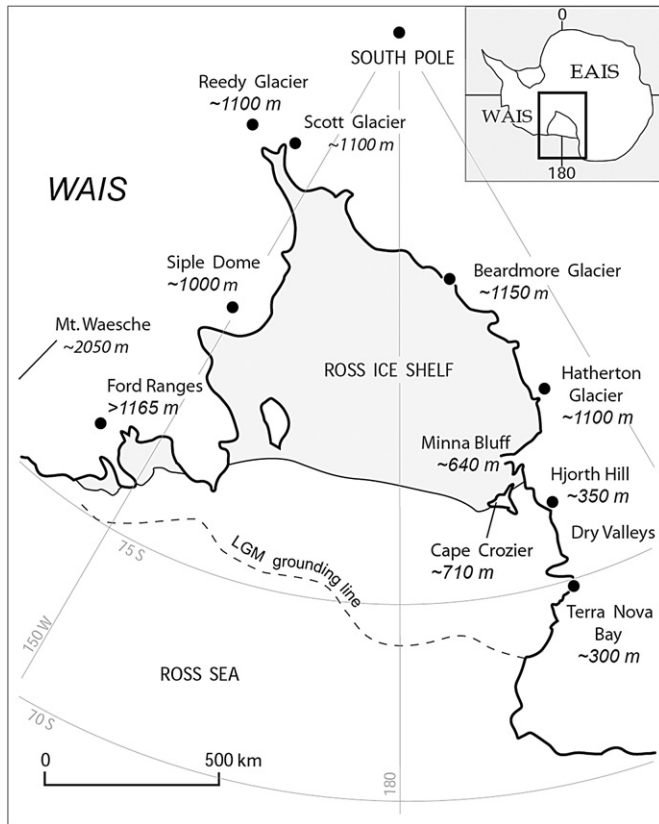 0
SOUTH POLE
EAIS
WAIS
180
Reedy Glacier
~1100 m
Scott Glacier
~1100 m
WAIS
Siple Dome
~1000 m
Beardmore Glacier
~1150 m
Mt. Waesche
~2050 m
ROSS ICE SHELF
Ford Ranges
>1165 m
Hatherton
Glacier
~1100 m
Minna Bluff
~640 m
Hjorth Hill
~350 m
Dry Valleys
Cape Crozier
~710 m
75 S
LGM grounding line
Terra Nova
Bay
~300 m
150 W
ROSS SEA
70 S
0
500 km
180